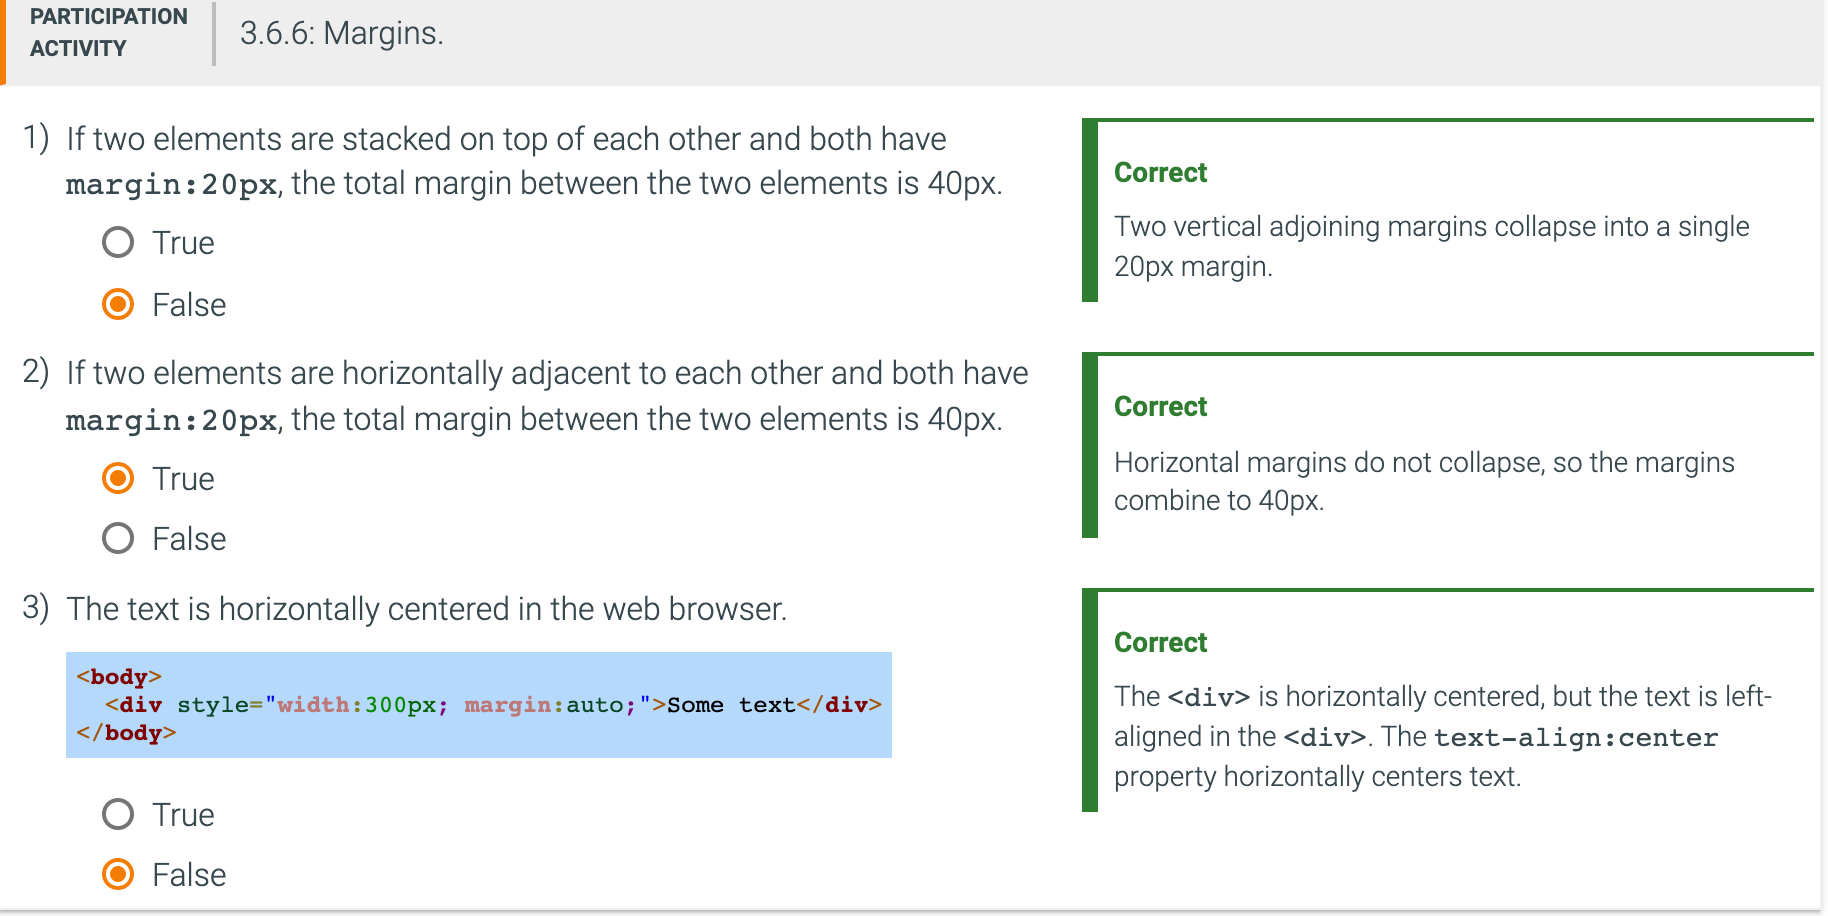 PARTICIPATION
ACTIVITY
3.6.6: Margins.
1) If two elements are stacked on top of each other and both have
margin:20px, the total margin between the two elements is 40px.
True
False
Correct
Two vertical adjoining margins collapse into a single
20px margin.
2) If two elements are horizontally adjacent to each other and both have
margin:20px, the total margin between the two elements is 40px.
True
False
Correct
Horizontal margins do not collapse, so the margins
combine to 40px.
3) The text is horizontally centered in the web browser.
<body>
  <div style="width:300px; margin:auto;">Some text</div>
</body>
True
False
Correct
The <div> is horizontally centered, but the text is left-
aligned in the <div>. The text-align:center
property horizontally centers text.